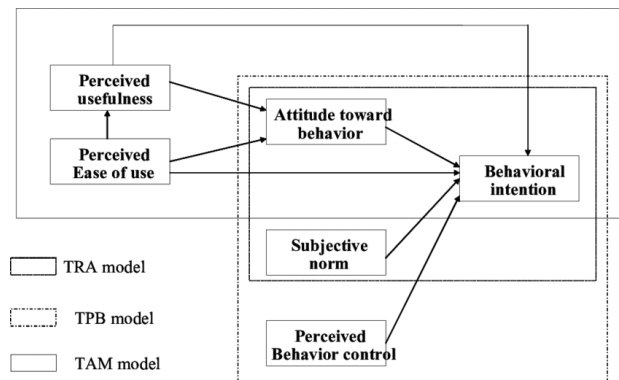 Perceived
usefulness
Attitude toward
behavior
Perceived
Ease of use
Behavioral
intention
Subjective
norm
Perceived
Behavior control
TRA model
TPB model
TAM model